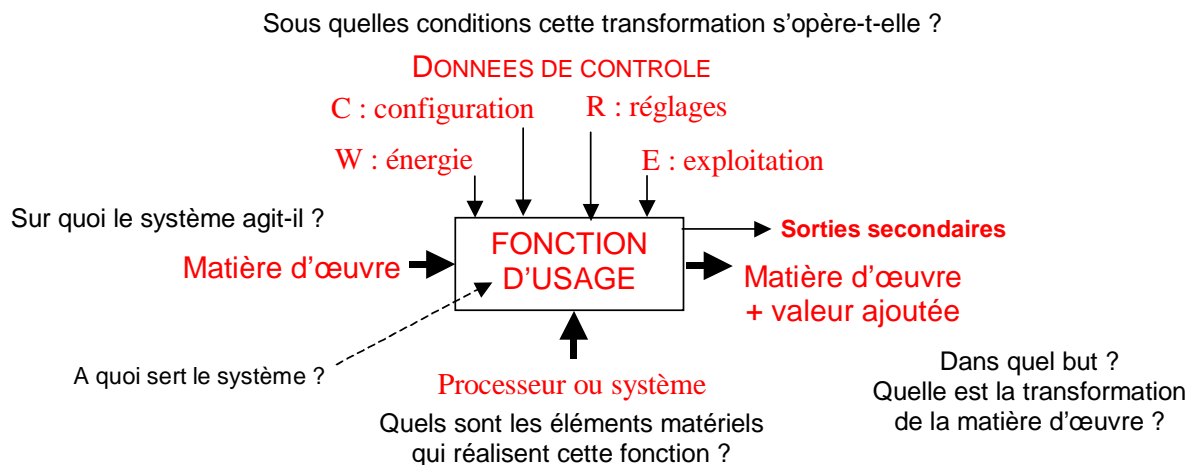 Sous quelles conditions cette transformation s'opère-t-elle ?
DONNEES DE CONTROLE
C : configuration
R : réglages
W : énergie
E : exploitation
Sur quoi le système agit-il ?
Matière d'œuvre
FONCTION
D'USAGE
Sorties secondaires
Matière d'œuvre
+ valeur ajoutée
A quoi sert le système ?
Processeur ou système
Quels sont les éléments matériels
qui réalisent cette fonction ?
Dans quel but ?
Quelle est la transformation
de la matière d'œuvre ?